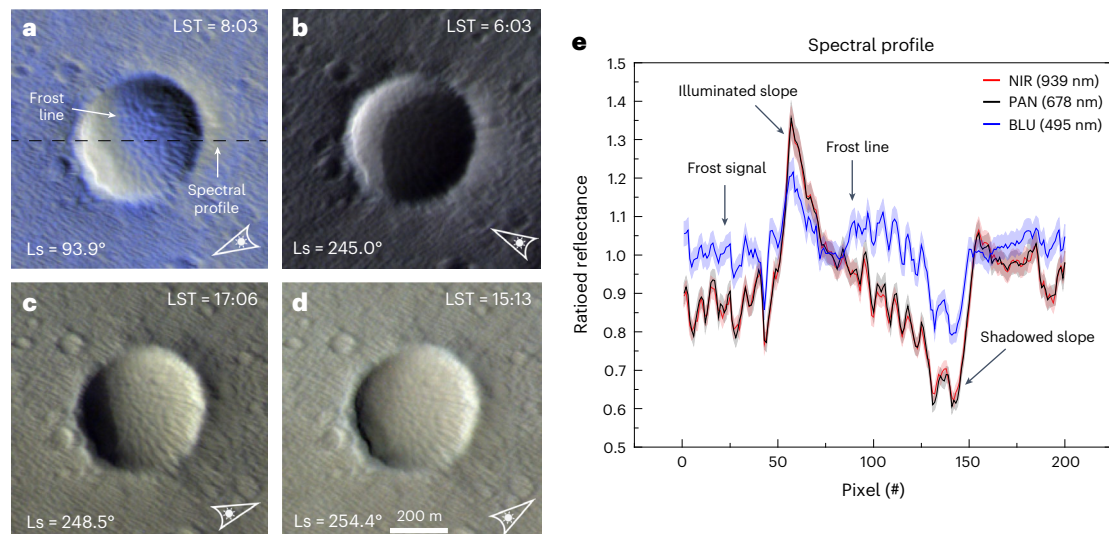 a
LST = 8:03
Frost
line
Spectral
profile
Ls = 93.9°
b
LST = 6:03
Ls = 245.0°
c
LST = 17:06
Ls = 248.5°
d
LST = 15:13
Ls = 254.4°
200 m
e
Spectral profile
Ratioed reflectance
1.5
1.4
1.3
1.2
1.1
1.0
0.9
0.8
0.7
0.6
0.5
NIR (939 nm)
PAN (678 nm)
BLU (495 nm)
Illuminated slope
Frost line
Frost signal
Shadowed slope
0
50
100
150
200
Pixel (#)